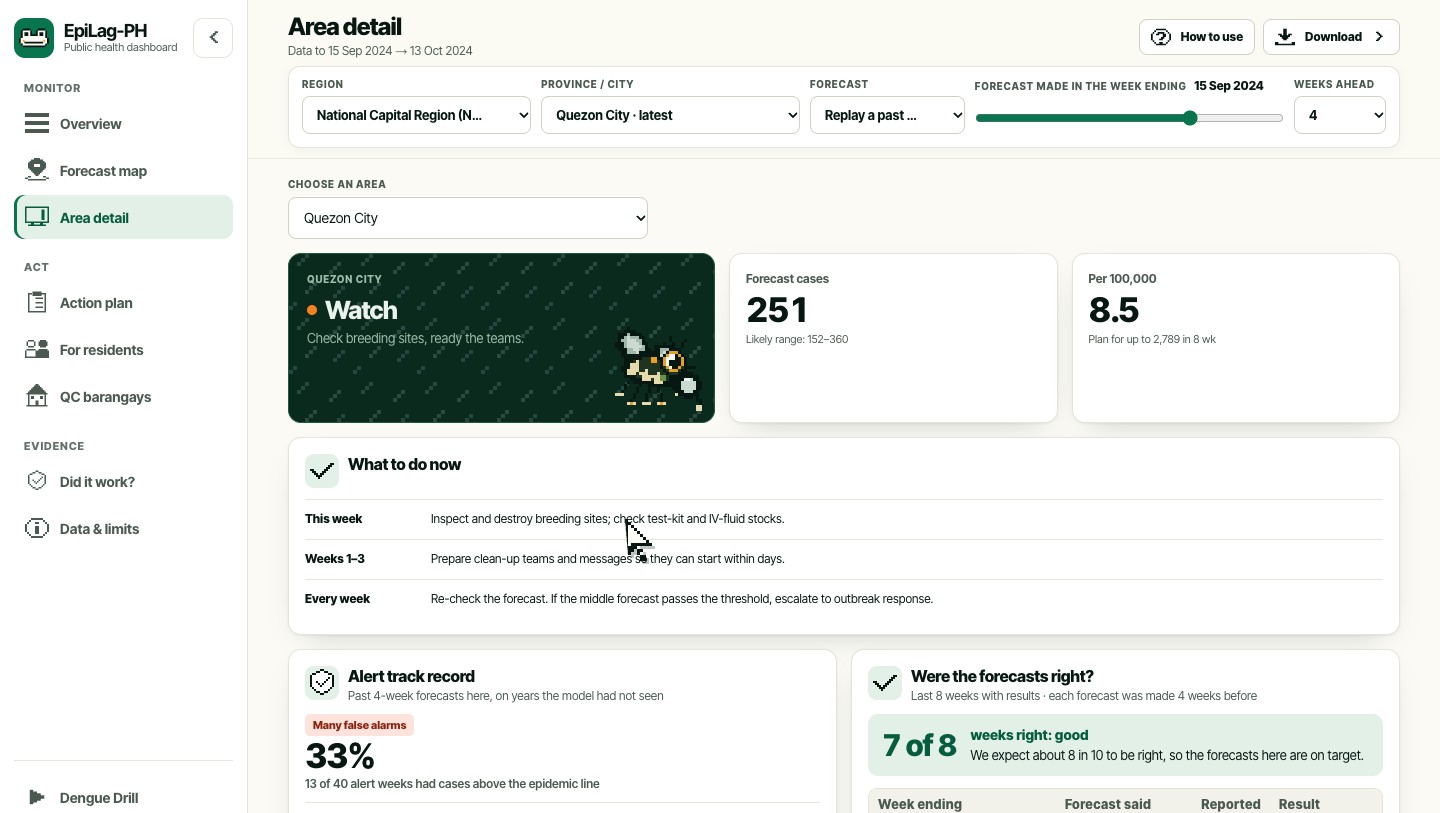 EpiLag-PH
Public health dashboard
MONITOR
Overview
Forecast map
Area detail
ACT
Action plan
For residents
QC barangays
EVIDENCE
Did it work?
Data & limits
Dengue Drill
Area detail
Data to 15 Sep 2024 → 13 Oct 2024
How to use
Download
REGION
National Capital Region (N...
PROVINCE / CITY
Quezon City · latest
FORECAST
Replay a past ...
FORECAST MADE IN THE WEEK ENDING 15 Sep 2024
WEEKS AHEAD
4
CHOOSE AN AREA
Quezon City
QUEZON CITY
Watch
Check breeding sites, ready the teams.
Forecast cases
251
Likely range: 152–360
Per 100,000
8.5
Plan for up to 2,789 in 8 wk
What to do now
This week Inspect and destroy breeding sites; check test-kit and IV-fluid stocks.
Weeks 1–3 Prepare clean-up teams and messages so they can start within days.
Every week Re-check the forecast. If the middle forecast passes the threshold, escalate to outbreak response.
Alert track record
Past 4-week forecasts here, on years the model had not seen
Many false alarms
33%
13 of 40 alert weeks had cases above the epidemic line
Were the forecasts right?
Last 8 weeks with results · each forecast was made 4 weeks before
7 of 8
weeks right: good
We expect about 8 in 10 to be right, so the forecasts here are on target.
Week ending Forecast said Reported Result